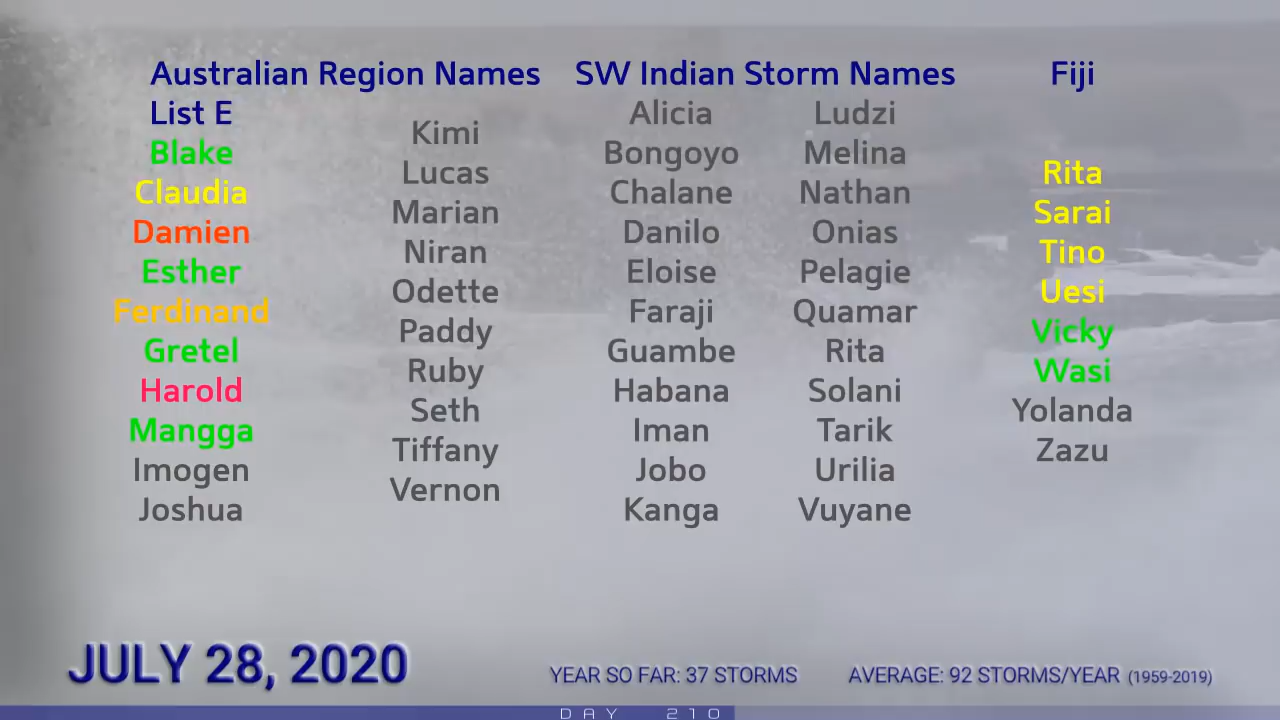 Australian Region Names
List E
Blake
Claudia
Damien
Esther
Ferdinand
Gretel
Harold
Mangga
Imogen
Joshua
Kimi
Lucas
Marian
Niran
Odette
Paddy
Ruby
Seth
Tiffany
Vernon
SW Indian Storm Names
Alicia
Bongoyo
Chalane
Danilo
Eloise
Faraji
Guambe
Habana
Iman
Jobo
Kanga
Ludzi
Melina
Nathan
Onias
Pelagie
Quamar
Rita
Solani
Tarik
Urilia
Vuyane
Fiji
Rita
Sarai
Tino
Uesi
Vicky
Wasi
Yolanda
Zazu
JULY 28, 2020
YEAR SO FAR: 37 STORMS
AVERAGE: 92 STORMS/YEAR (1959-2019)
DAY 210